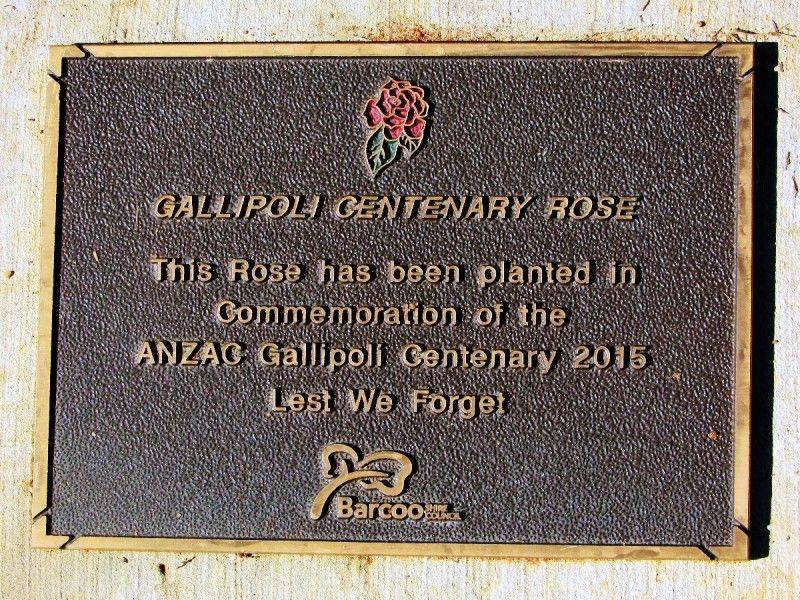 GALLIPOLI CENTENARY ROSE
This Rose has been planted in
Commemoration of the
ANZAC Gallipoli Centenary 2015
Lest We Forget
Barcoo SHIRE
COUNCIL